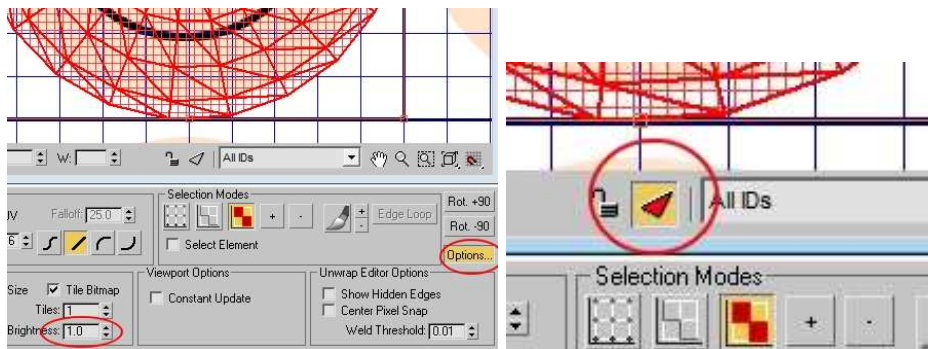 W: All IDs
UV Falloff: 25.0 Selection Modes + - + - Edge Loop Rot. +90
Rot. -90
6 Select Element Options...
Size Tile Bitmap Viewport Options Unwrap Editor Options
Tiles: 1 Constant Update Show Hidden Edges
Center Pixel Snap
Brightness: 1.0 Weld Threshold: 0.01
All IDs
Selection Modes
+ -